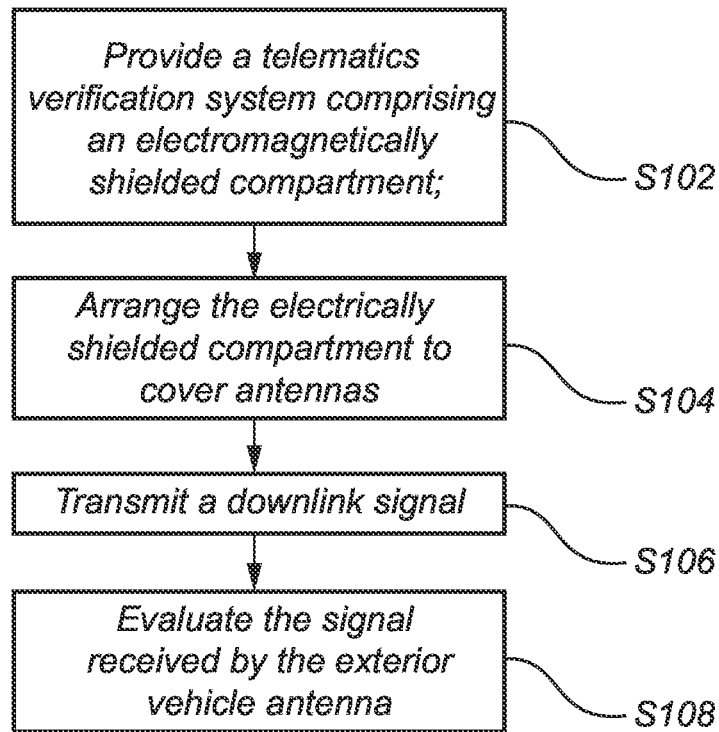 Provide a telematics
verification system comprising
an electromagnetically
shielded compartment;
S102
Arrange the electrically
shielded compartment to
cover antennas
S104
Transmit a downlink signal
S106
Evaluate the signal
received by the exterior
vehicle antenna
S108